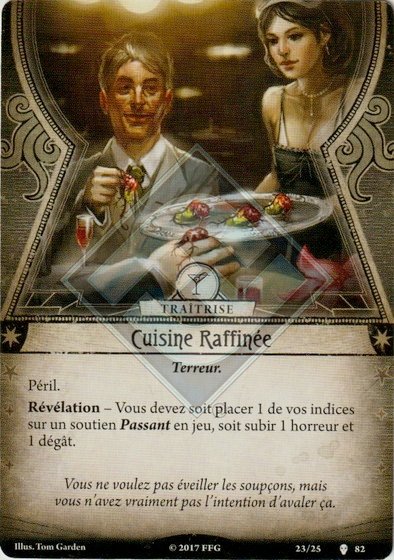 TRAÎTRISE
Cuisine Raffinée
Terreur.
Péril.
Révélation – Vous devez soit placer 1 de vos indices
sur un soutien Passant en jeu, soit subir 1 horreur et
1 dégât.
Vous ne voulez pas éveiller les soupçons, mais
vous n'avez vraiment pas l'intention d'avaler ça.
Illus. Tom Garden
© 2017 FFG
23/25
82